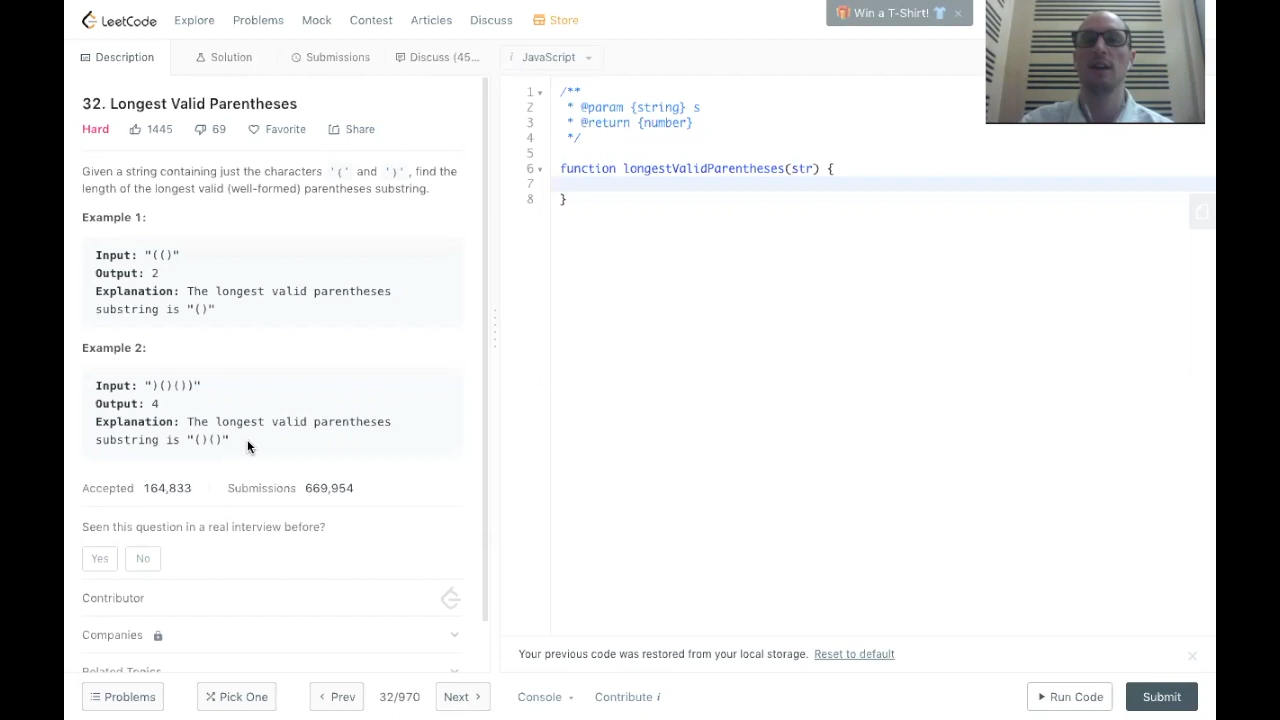 LeetCode Explore Problems Mock Contest Articles Discuss Store
Win a T-Shirt! ×
Description Solution Submissions Discuss (45...
i JavaScript
32. Longest Valid Parentheses
Hard 1445 69 Favorite Share
Given a string containing just the characters '(' and ')', find the
length of the longest valid (well-formed) parentheses substring.
Example 1:
Input: "(()"
Output: 2
Explanation: The longest valid parentheses
substring is "()"
Example 2:
Input: ")()())"
Output: 4
Explanation: The longest valid parentheses
substring is "()()"
Accepted 164,833 Submissions 669,954
Seen this question in a real interview before?
Yes No
Contributor
Companies
Related Topics
Problems Pick One Prev 32/970 Next
1 /**
2 * @param {string} s
3 * @return {number}
4 */
5
6 function longestValidParentheses(str) {
7
8 }
Your previous code was restored from your local storage. Reset to default ×
Console Contribute i Run Code Submit